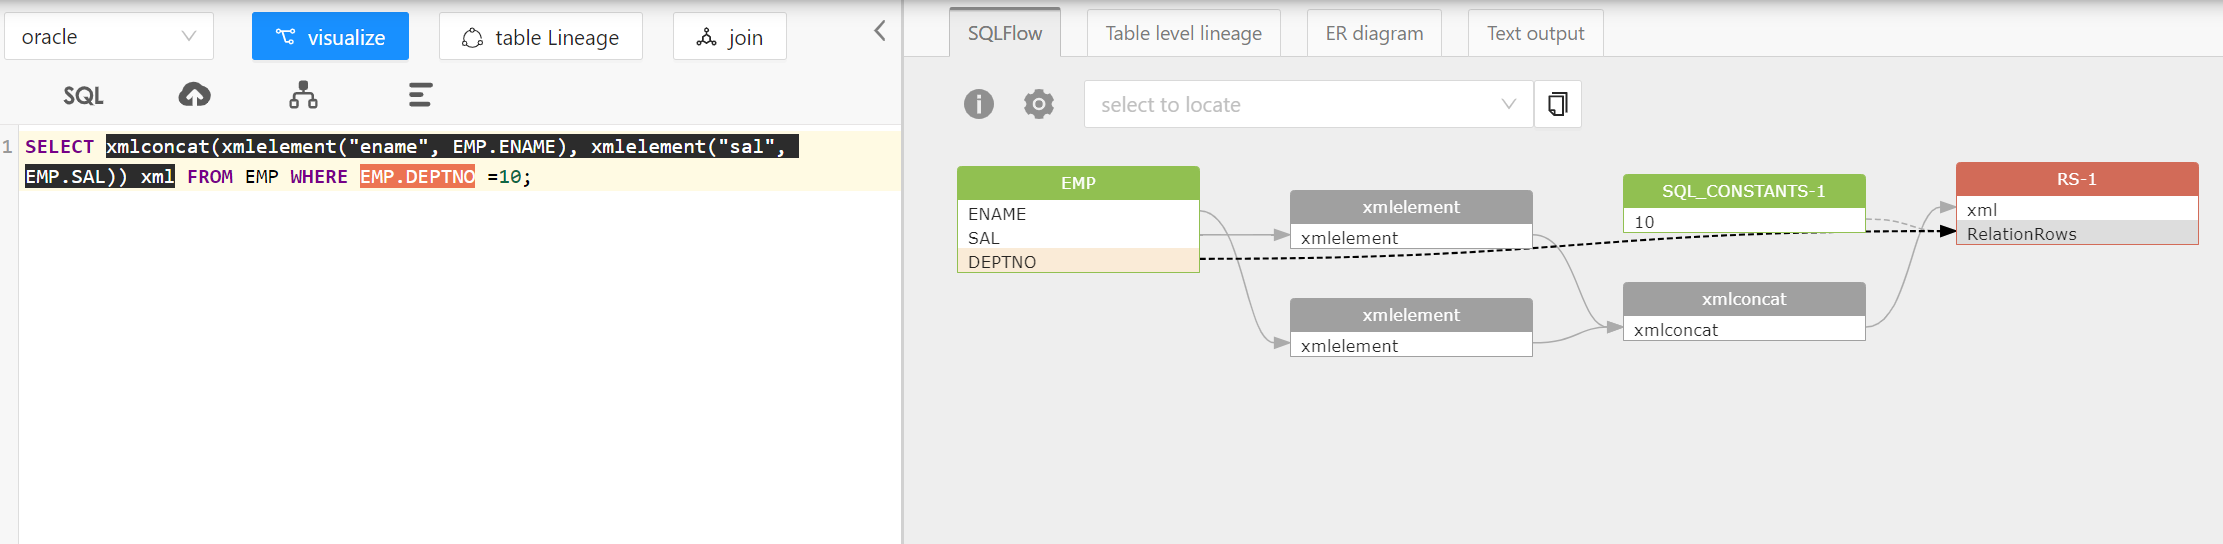 oracle
visualize
table Lineage
join
SQL
1 SELECT xmlconcat(xmlelement("ename", EMP.ENAME), xmlelement("sal",
EMP.SAL)) xml FROM EMP WHERE EMP.DEPTNO =10;
SQLFlow
Table level lineage
ER diagram
Text output
select to locate
EMP
ENAME
SAL
DEPTNO
xmlelement
xmlelement
xmlelement
xmlelement
SQL_CONSTANTS-1
10
xmlconcat
xmlconcat
RS-1
xml
RelationRows